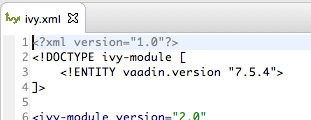 ivy.xml
1 <?xml version="1.0"?>
2 <!DOCTYPE ivy-module [
3     <!ENTITY vaadin.version "7.5.4">
4 ]>
5
6 <ivy-module version="2.0"